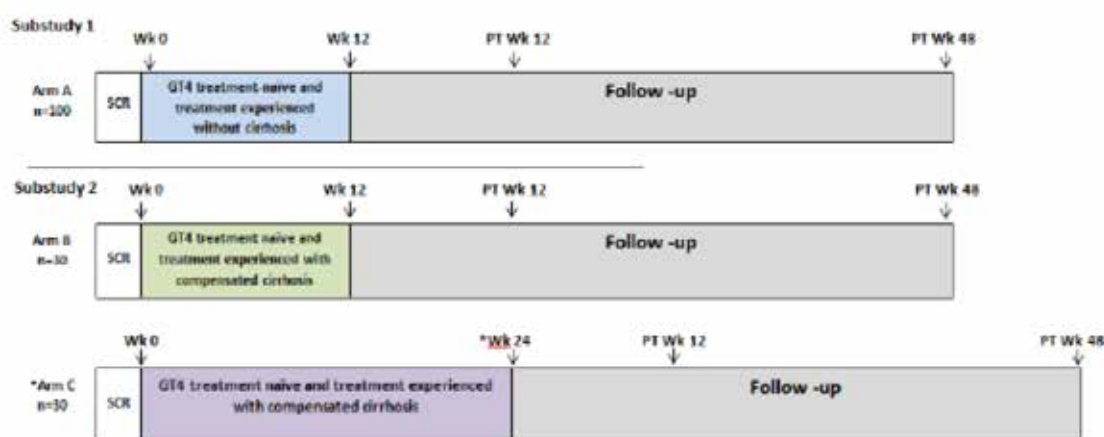 Substudy 1
Wk 0 Wk 12 PT Wk 12 PT Wk 48
Arm A
n=100
SCR
GT4 treatment-naive and
treatment experienced
without cirrhosis
Follow -up
Substudy 2
Wk 0 Wk 12 PT Wk 12 PT Wk 48
Arm B
n=30
SCR
GT4 treatment naive and
treatment experienced with
compensated cirrhosis
Follow -up
Wk 0 *Wk 24 PT Wk 12 PT Wk 48
*Arm C
n=30
SCR
GT4 treatment naive and treatment experienced
with compensated cirrhosis
Follow -up